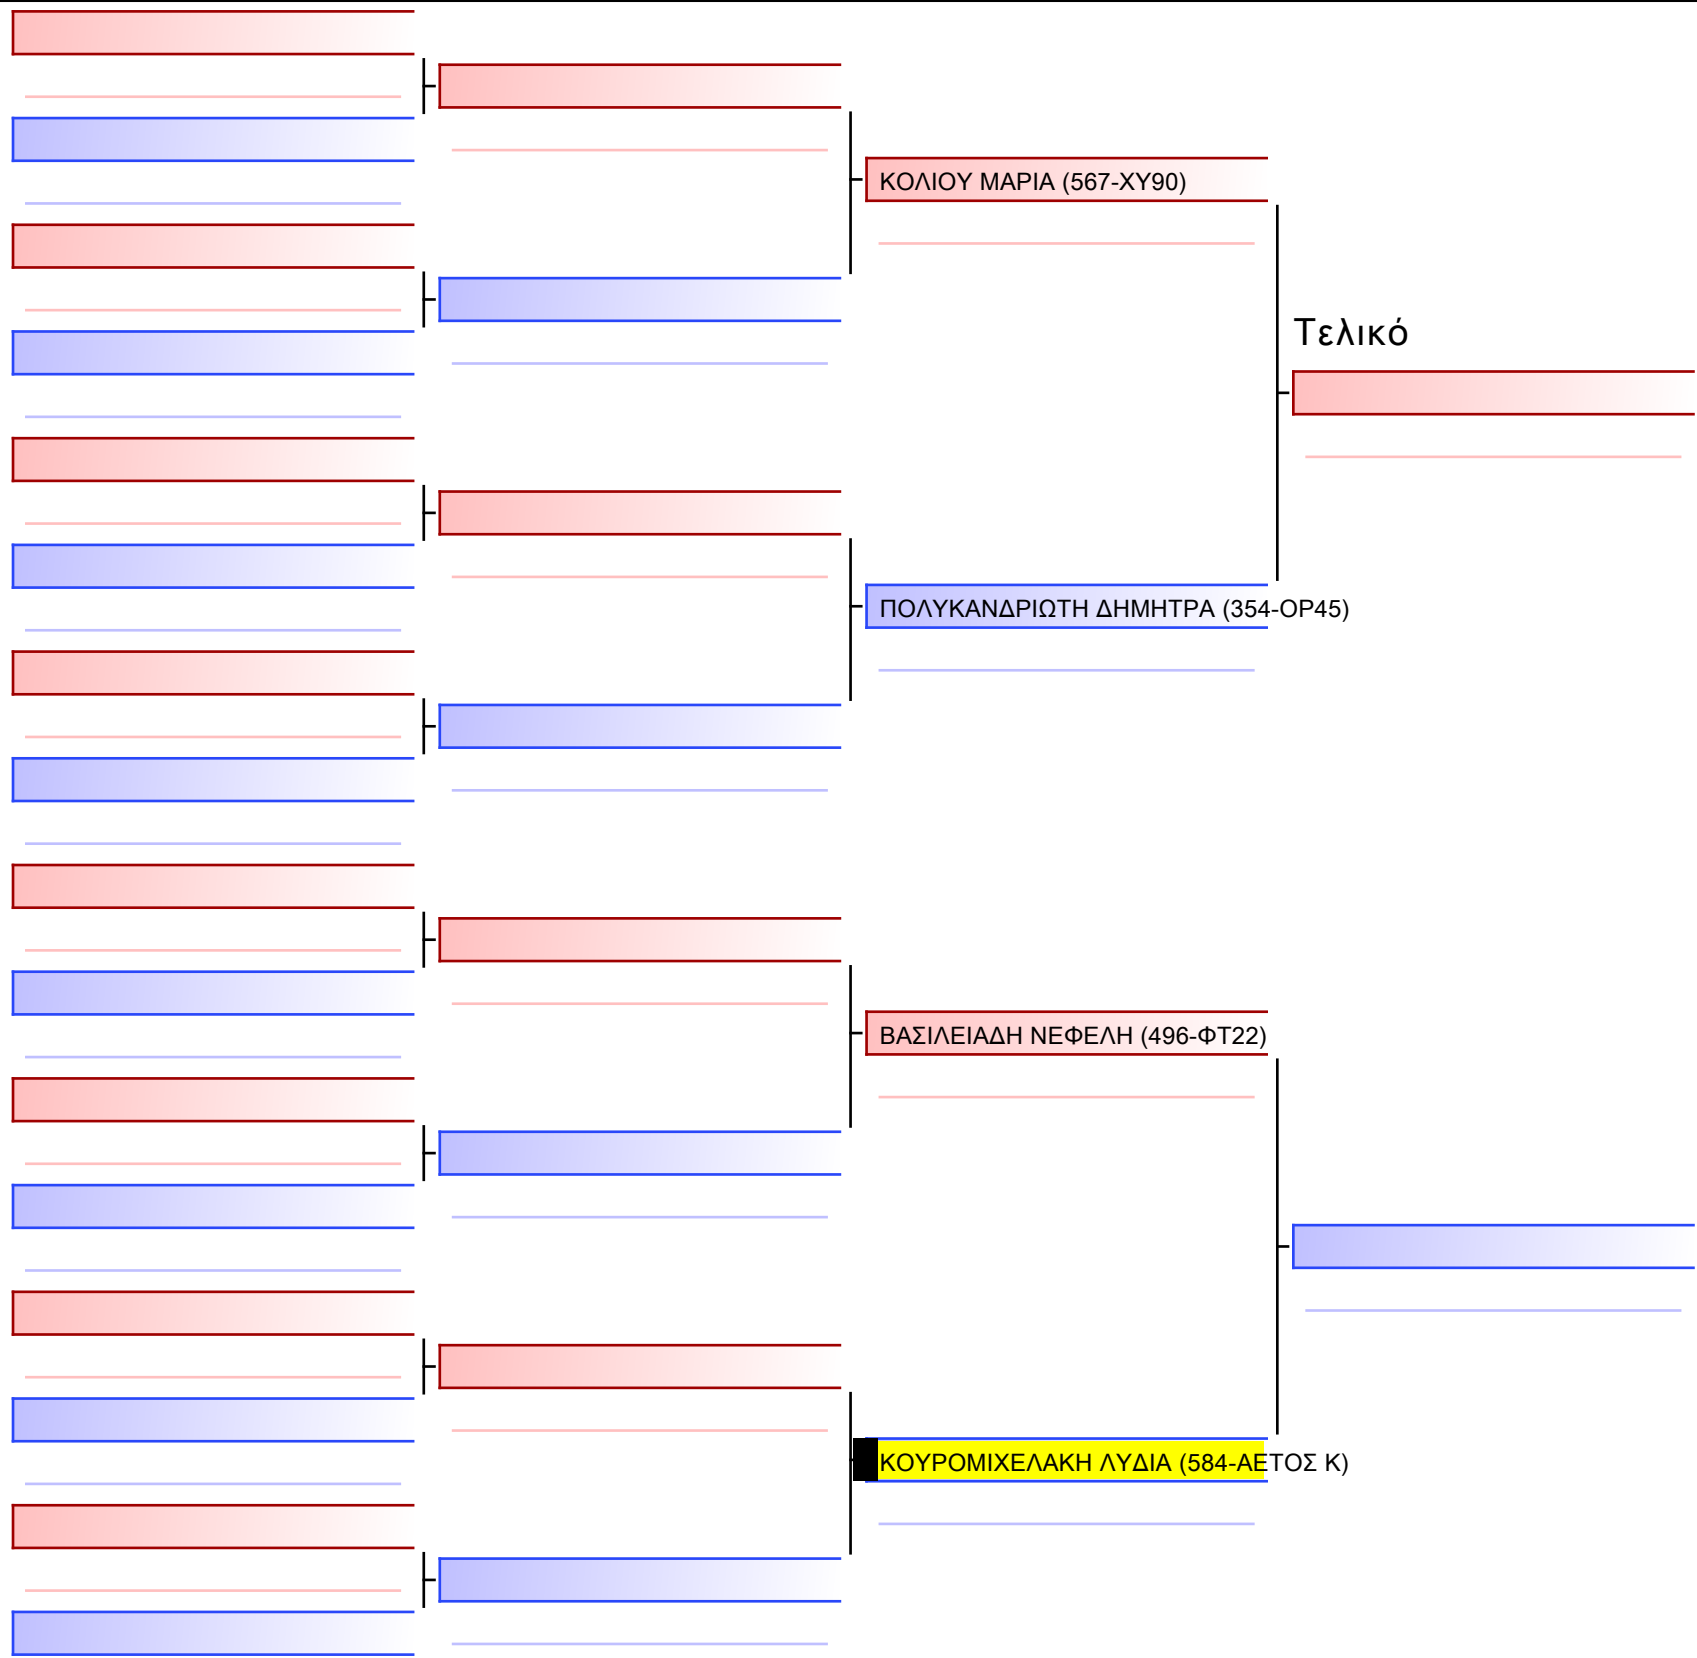 ΚΟΛΙΟΥ ΜΑΡΙΑ (567-ΧΥ90)
Τελικό
ΠΟΛΥΚΑΝΔΡΙΩΤΗ ΔΗΜΗΤΡΑ (354-ΟΡ45)
ΒΑΣΙΛΕΙΑΔΗ ΝΕΦΕΛΗ (496-ΦΤ22)
ΚΟΥΡΟΜΙΧΕΛΑΚΗ ΛΥΔΙΑ (584-ΑΕΤΟΣ Κ)